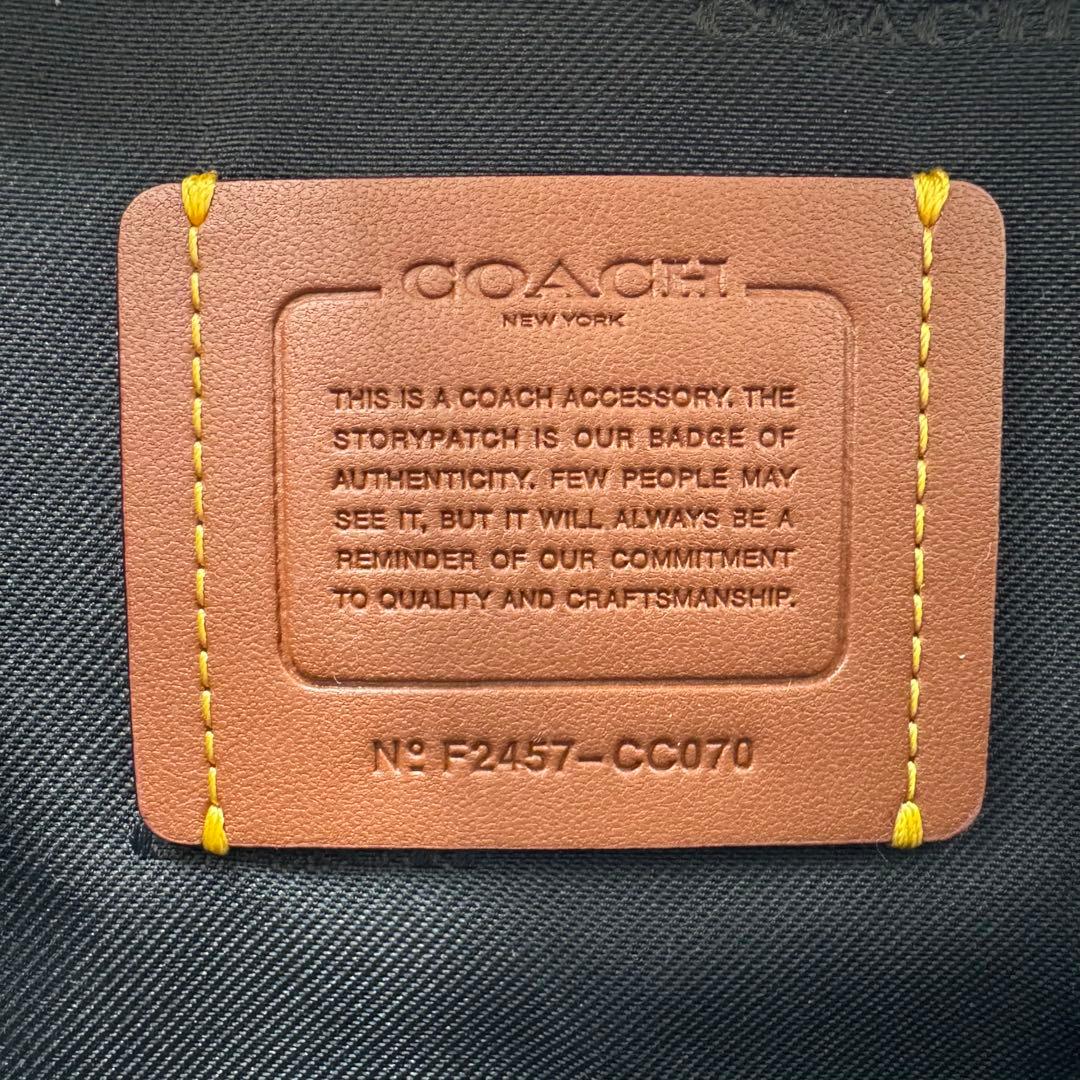 COACH
COACH
NEW YORK
THIS IS A COACH ACCESSORY. THE
STORYPATCH IS OUR BADGE OF
AUTHENTICITY. FEW PEOPLE MAY
SEE IT, BUT IT WILL ALWAYS BE A
REMINDER OF OUR COMMITMENT
TO QUALITY AND CRAFTSMANSHIP.
Nº F2457-CC070